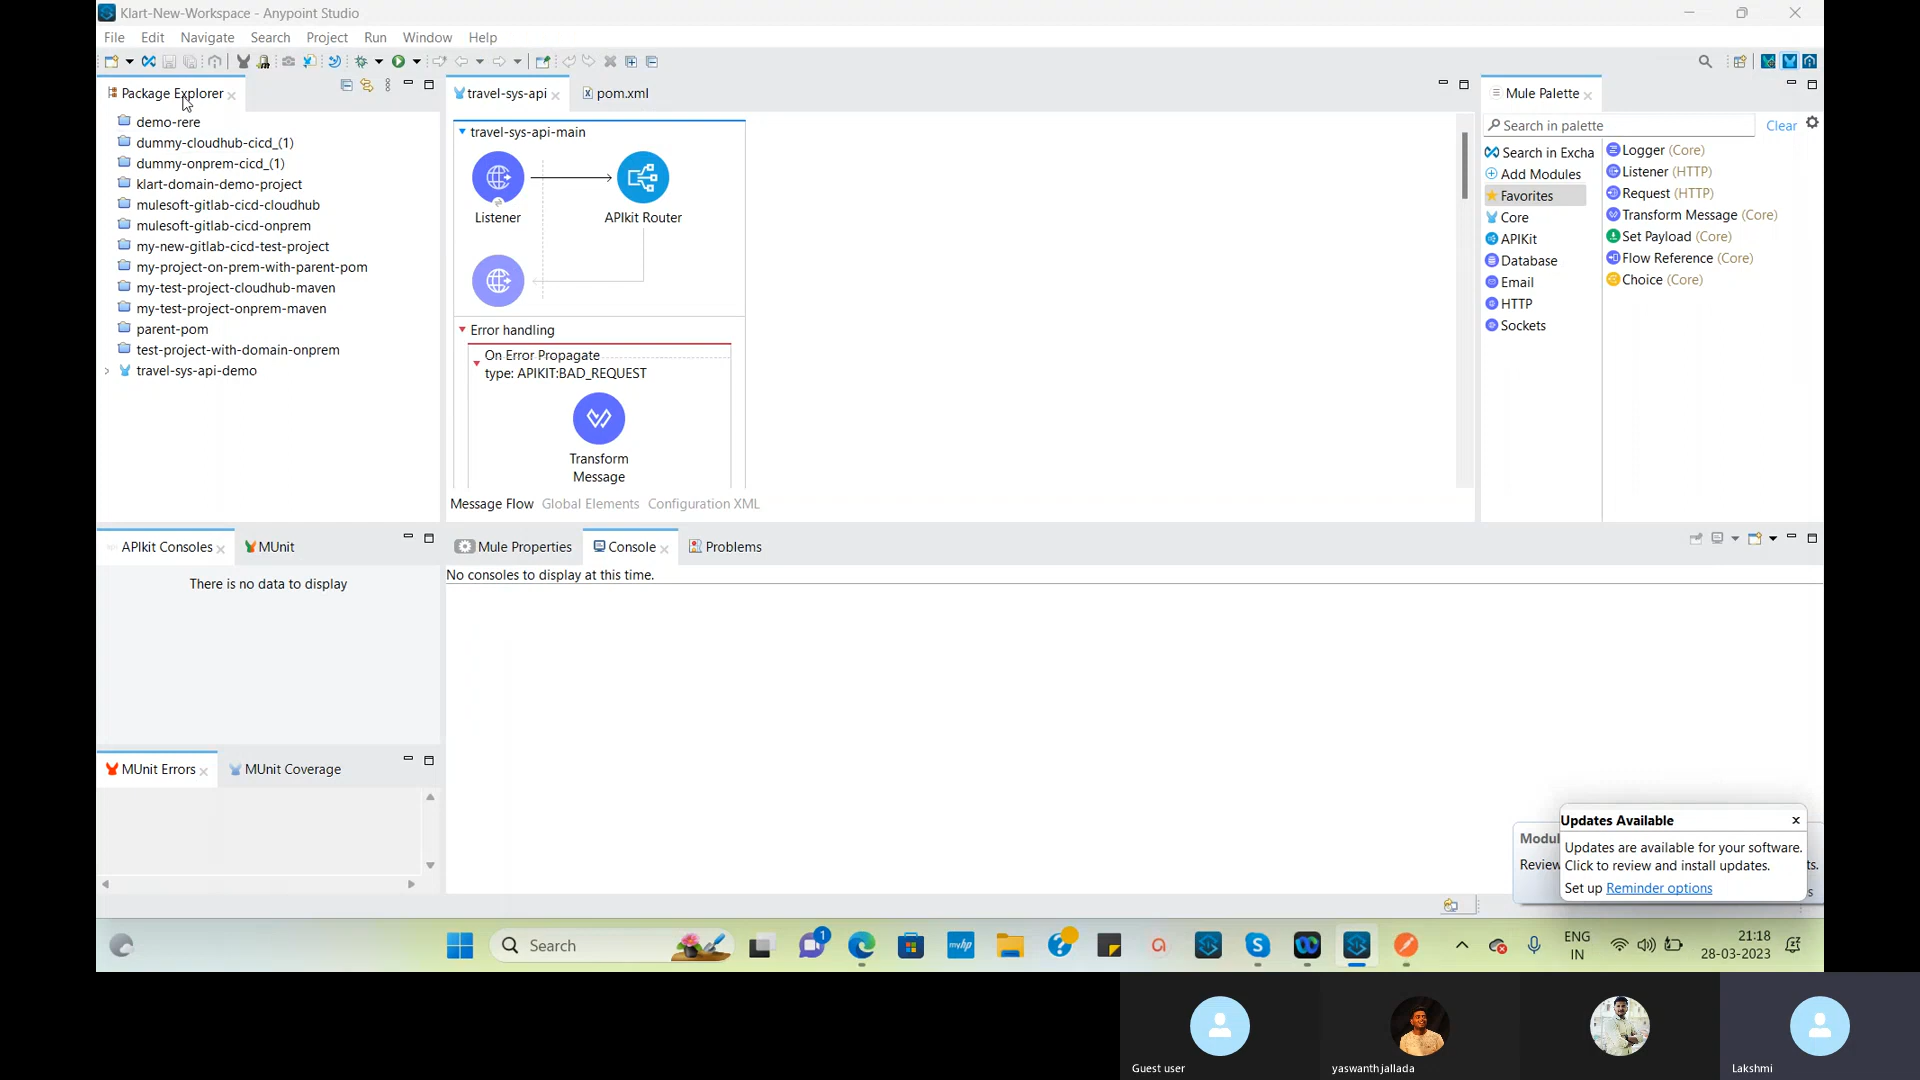 Klart-New-Workspace - Anypoint Studio
File Edit Navigate Search Project Run Window Help
Package Explorer
demo-rere
dummy-cloudhub-cicd_(1)
dummy-onprem-cicd_(1)
klart-domain-demo-project
mulesoft-gitlab-cicd-cloudhub
mulesoft-gitlab-cicd-onprem
my-new-gitlab-cicd-test-project
my-project-on-prem-with-parent-pom
my-test-project-cloudhub-maven
my-test-project-onprem-maven
parent-pom
test-project-with-domain-onprem
travel-sys-api-demo
travel-sys-api pom.xml
travel-sys-api-main
Listener
APIkit Router
Error handling
On Error Propagate
type: APIKIT:BAD_REQUEST
Transform
Message
Message Flow Global Elements Configuration XML
Mule Palette
Search in palette
Clear
Search in Excha
Add Modules
Favorites
Core
APIKit
Database
Email
HTTP
Sockets
Logger (Core)
Listener (HTTP)
Request (HTTP)
Transform Message (Core)
Set Payload (Core)
Flow Reference (Core)
Choice (Core)
APIkit Consoles MUnit
There is no data to display
MUnit Errors MUnit Coverage
Mule Properties Console Problems
No consoles to display at this time.
Modul
Review
ts.
s
Updates Available
Updates are available for your software.
Click to review and install updates.
Set up Reminder options
Search
1
myhp
ENG
IN
21:18
28-03-2023
Guest user
yaswanth jallada
Lakshmi